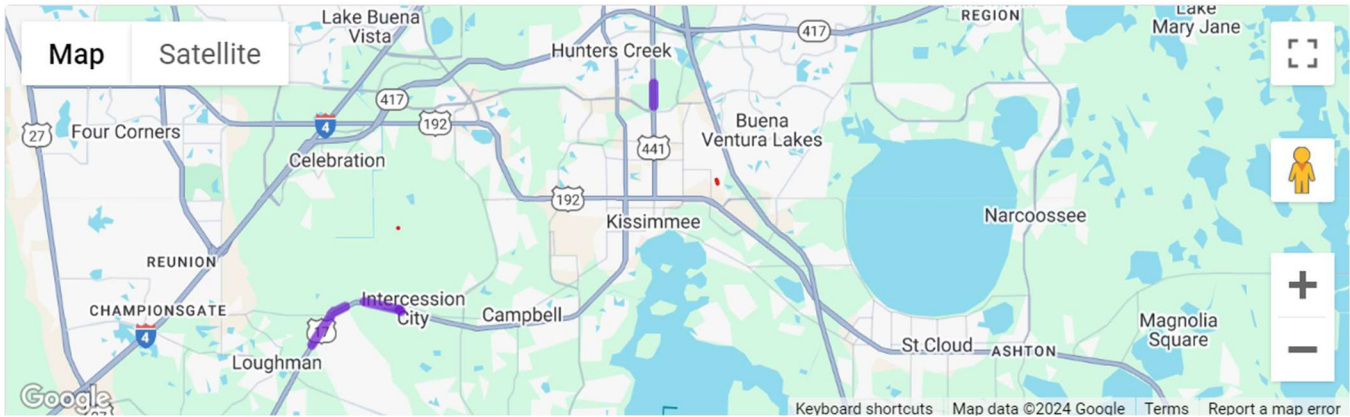 Lake Buena
Vista
REGION
Lake
Mary Jane
417
Map
Satellite
Hunters Creek
417
27
Four Corners
4
192
Buena
Ventura Lakes
441
Celebration
192
Kissimmee
Narcoossee
REUNION
Intercession
City
CHAMPIONSGATE
17
Campbell
4
Magnolia
Square
Loughman
St Cloud
ASHTON
Google
27
Keyboard shortcuts
Map data ©2024 Google
Terms
Report a map error